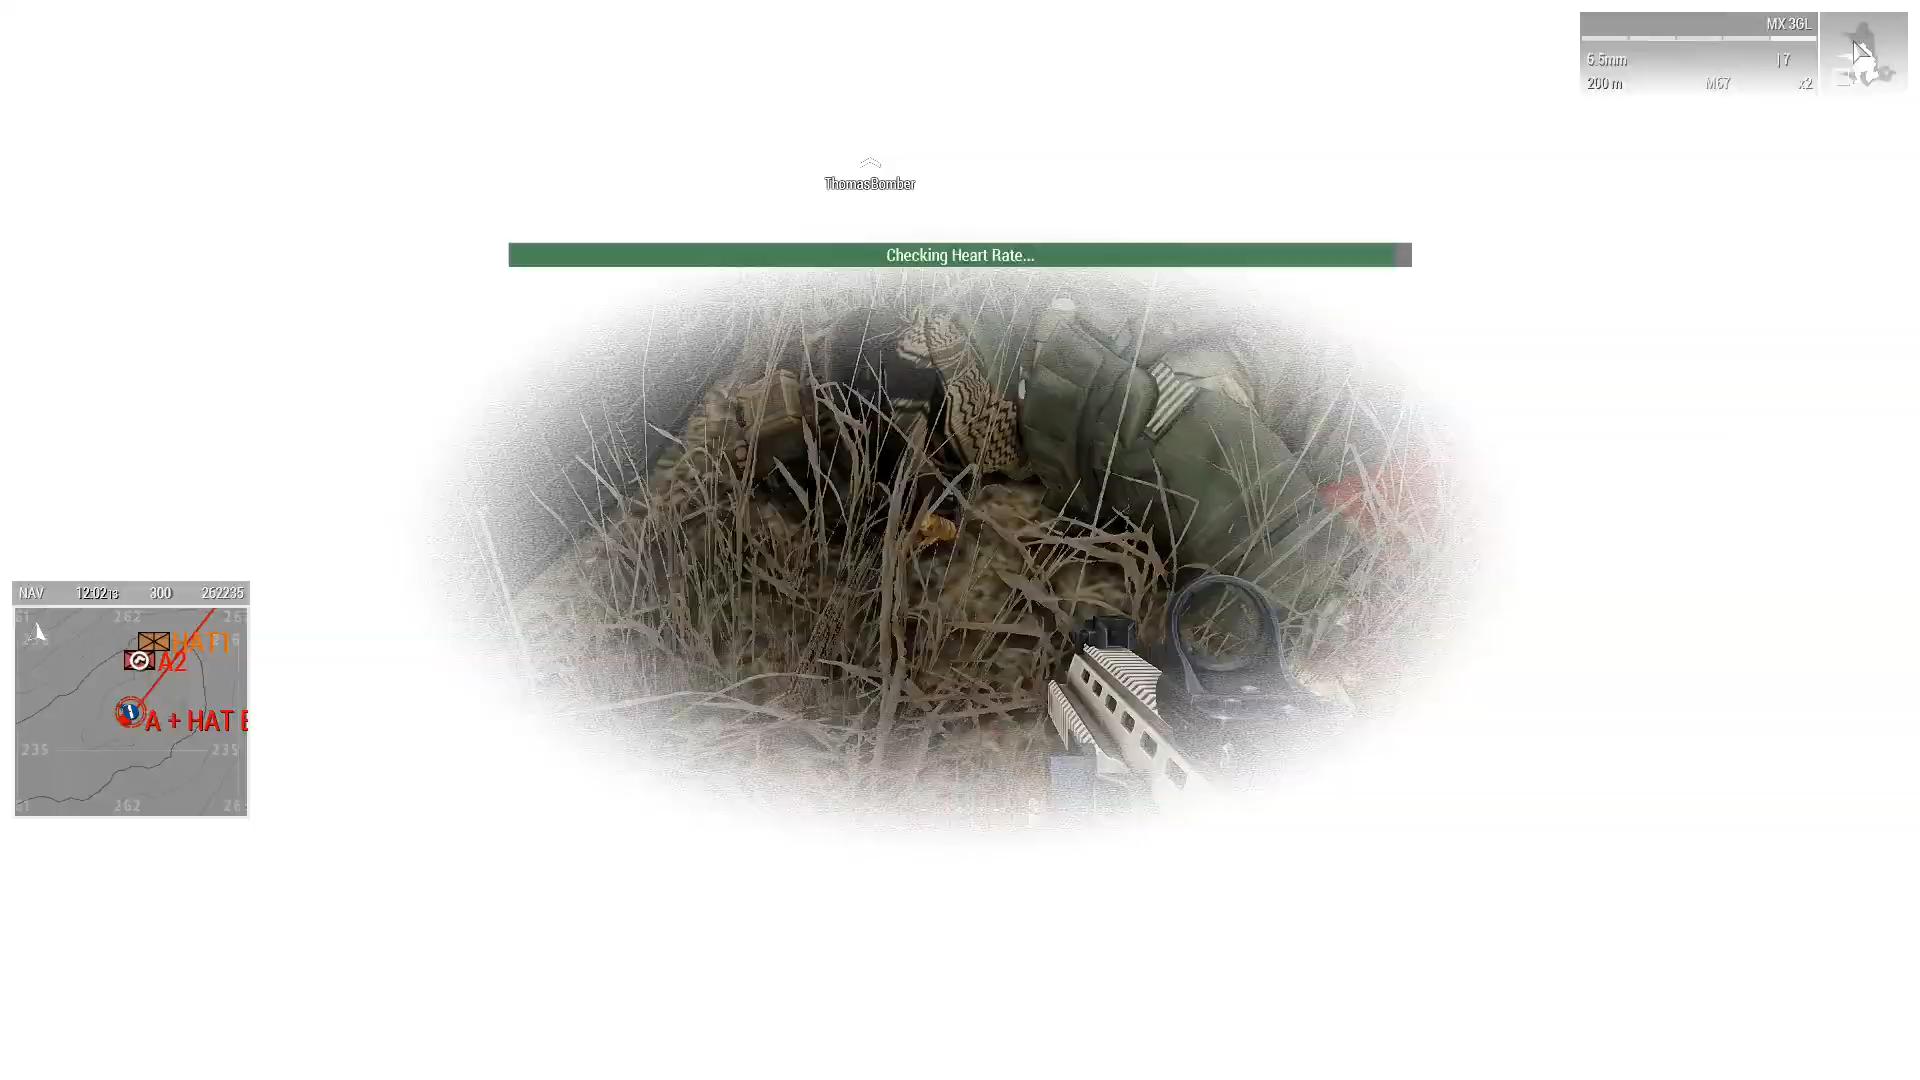 MX 3GL
6.5mm | 7
200 m M67 x2
ThomasBomber
Checking Heart Rate...
NAV 12:02:13 300 262235
262
HAT1
A2
A + HAT
235 235
262